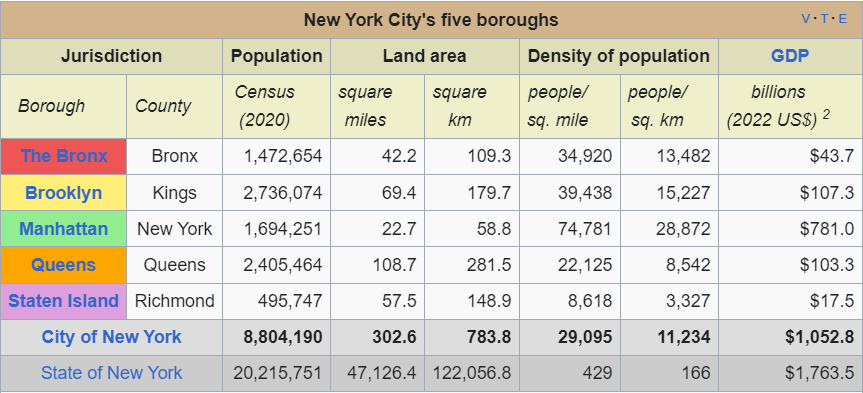 New York City's five boroughs V·T·E
Jurisdiction Population Land area Density of population GDP
Borough County Census (2020) square miles square km people/ sq. mile people/ sq. km billions (2022 US$) 2
The Bronx Bronx 1,472,654 42.2 109.3 34,920 13,482 $43.7
Brooklyn Kings 2,736,074 69.4 179.7 39,438 15,227 $107.3
Manhattan New York 1,694,251 22.7 58.8 74,781 28,872 $781.0
Queens Queens 2,405,464 108.7 281.5 22,125 8,542 $103.3
Staten Island Richmond 495,747 57.5 148.9 8,618 3,327 $17.5
City of New York 8,804,190 302.6 783.8 29,095 11,234 $1,052.8
State of New York 20,215,751 47,126.4 122,056.8 429 166 $1,763.5